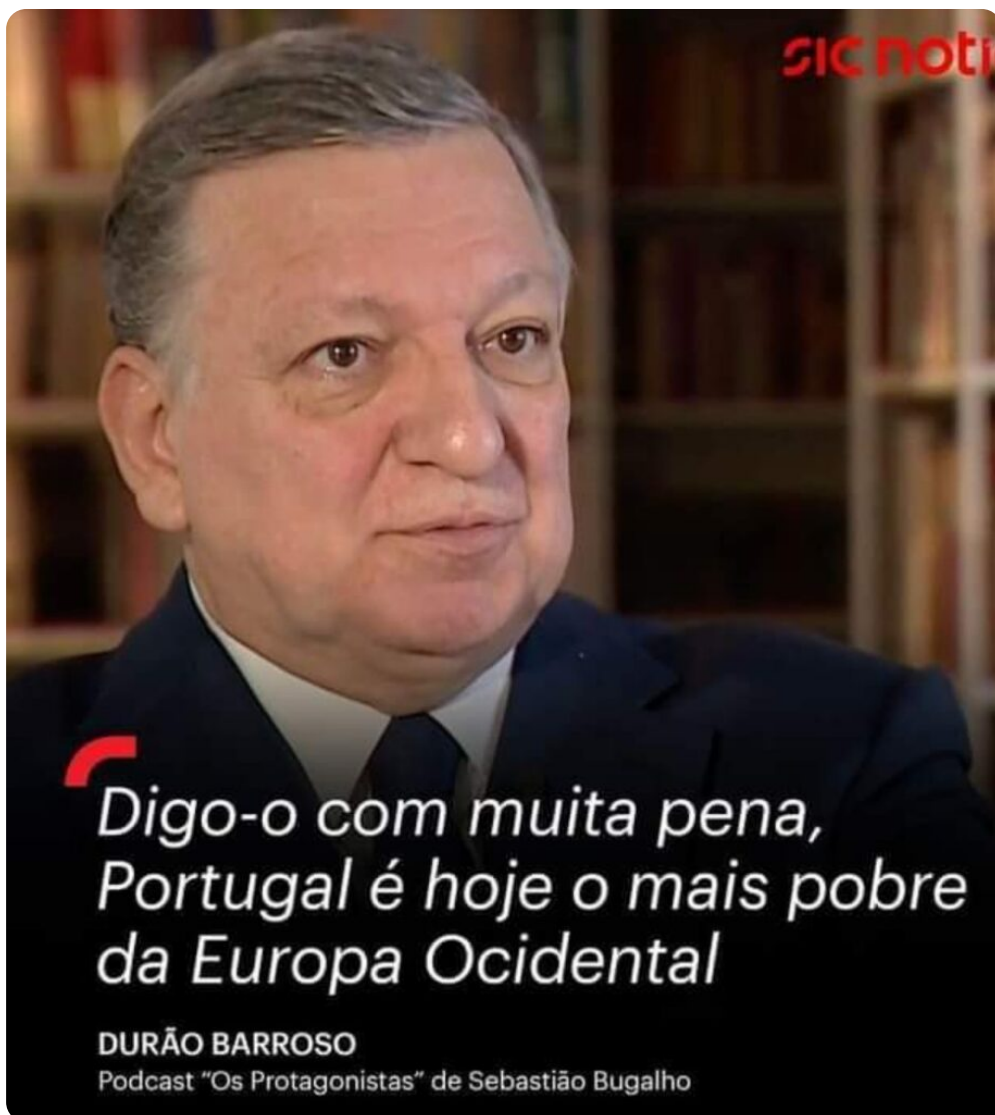 sic notí
Digo-o com muita pena,
Portugal é hoje o mais pobre
da Europa Ocidental
DURÃO BARROSO
Podcast “Os Protagonistas” de Sebastião Bugalho